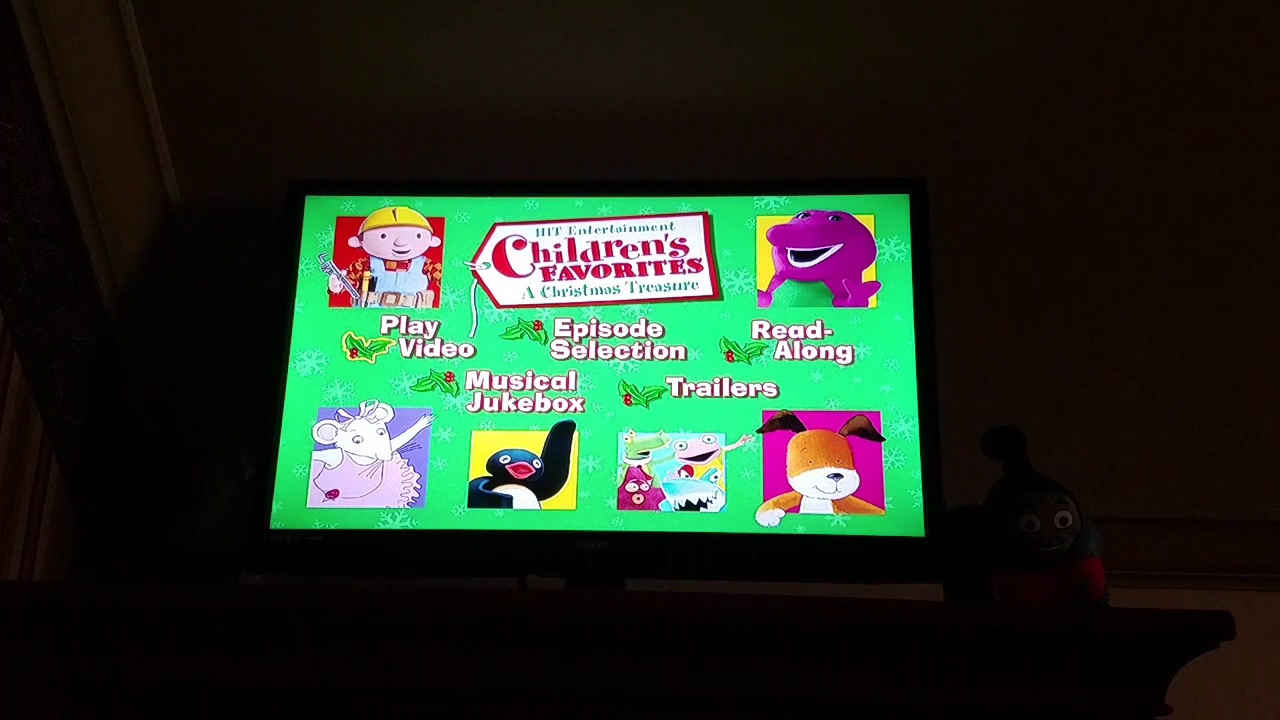 HIT Entertainment
Children's
FAVORITES
A Christmas Treasure
Play
Video
Episode
Selection
Read-
Along
Musical
Jukebox
Trailers